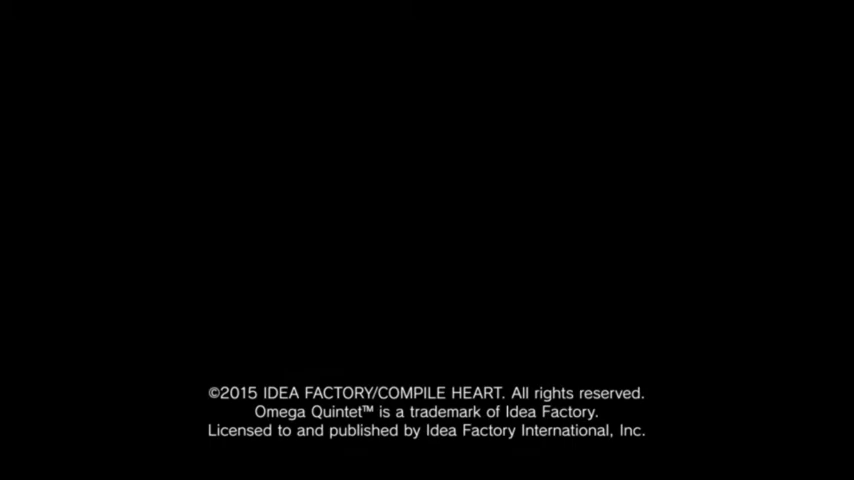 ©2015 IDEA FACTORY/COMPILE HEART. All rights reserved.
Omega Quintet™ is a trademark of Idea Factory.
Licensed to and published by Idea Factory International, Inc.